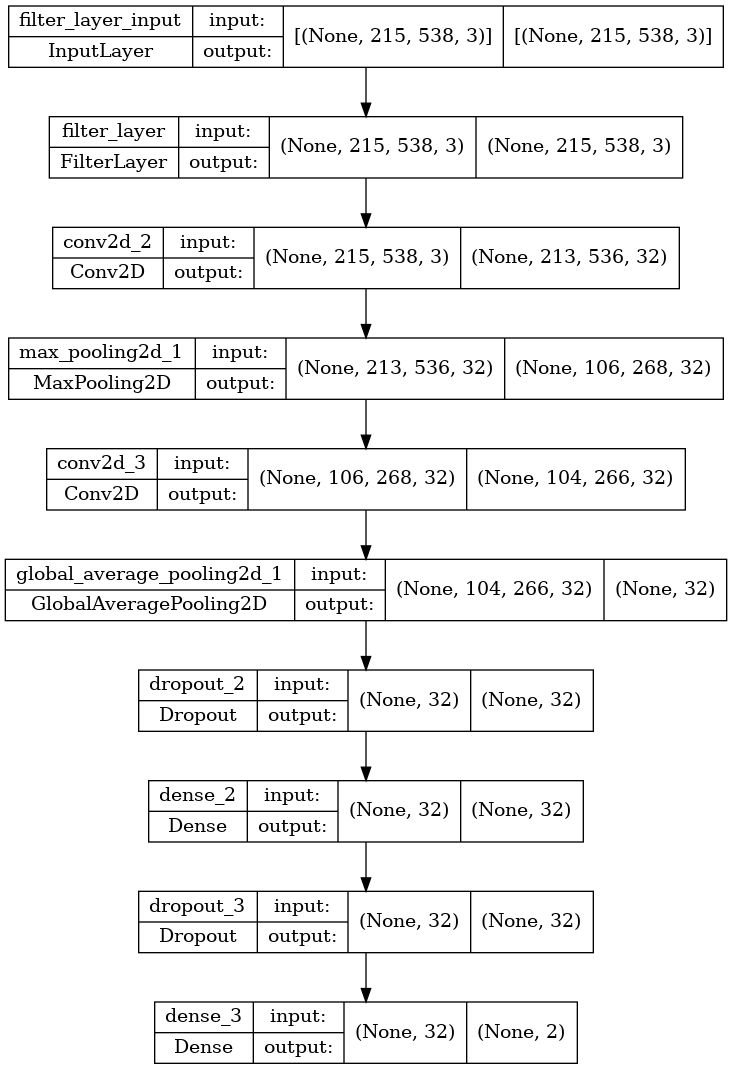 filter_layer_input input: [(None, 215, 538, 3)] [(None, 215, 538, 3)]
InputLayer output:
filter_layer input: (None, 215, 538, 3) (None, 215, 538, 3)
FilterLayer output:
conv2d_2 input: (None, 215, 538, 3) (None, 213, 536, 32)
Conv2D output:
max_pooling2d_1 input: (None, 213, 536, 32) (None, 106, 268, 32)
MaxPooling2D output:
conv2d_3 input: (None, 106, 268, 32) (None, 104, 266, 32)
Conv2D output:
global_average_pooling2d_1 input: (None, 104, 266, 32) (None, 32)
GlobalAveragePooling2D output:
dropout_2 input: (None, 32) (None, 32)
Dropout output:
dense_2 input: (None, 32) (None, 32)
Dense output:
dropout_3 input: (None, 32) (None, 32)
Dropout output:
dense_3 input: (None, 32) (None, 2)
Dense output: